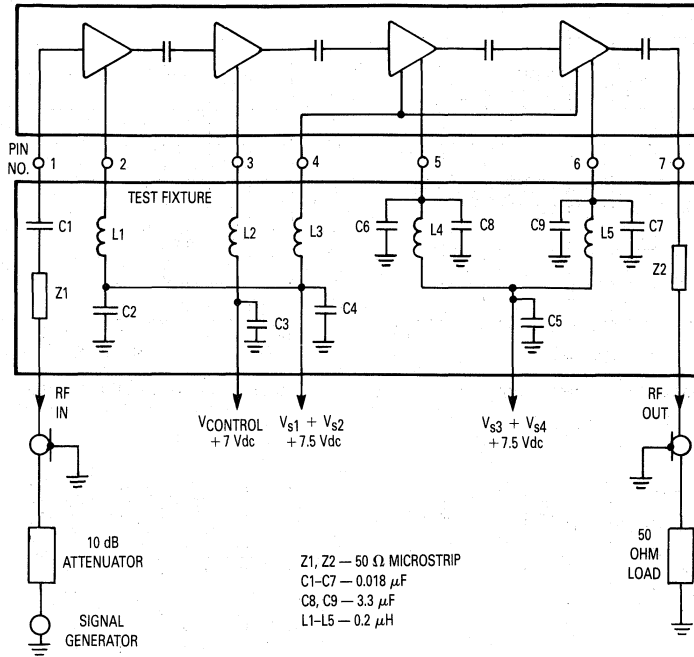 PIN
NO.
1
2
3
4
5
6
7
TEST FIXTURE
C1
L1
L2
L3
C6
L4
C8
C9
L5
C7
Z1
Z2
C2
C3
C4
C5
RF
IN
VCONTROL
+ 7 Vdc
Vs1 + Vs2
+ 7.5 Vdc
Vs3 + Vs4
+ 7.5 Vdc
RF
OUT
10 dB
ATTENUATOR
SIGNAL
GENERATOR
50
OHM
LOAD
Z1, Z2 — 50 Ω MICROSTRIP
C1–C7 — 0.018 μF
C8, C9 — 3.3 μF
L1–L5 — 0.2 μH